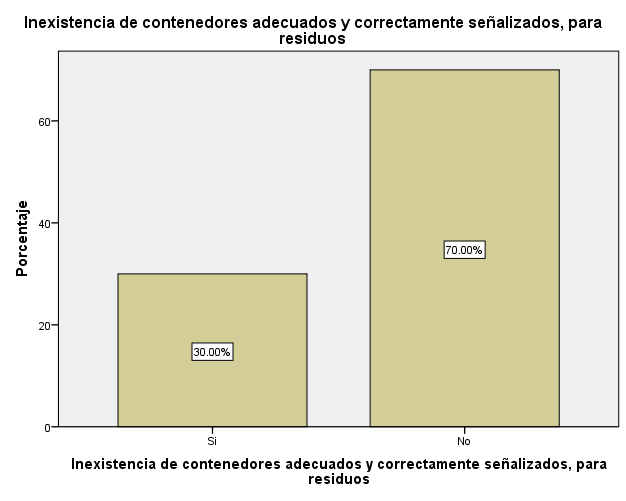 Inexistencia de contenedores adecuados y correctamente señalizados, para
residuos
Porcentaje
60
40
20
0
30.00%
70.00%
Si
No
Inexistencia de contenedores adecuados y correctamente señalizados, para
residuos